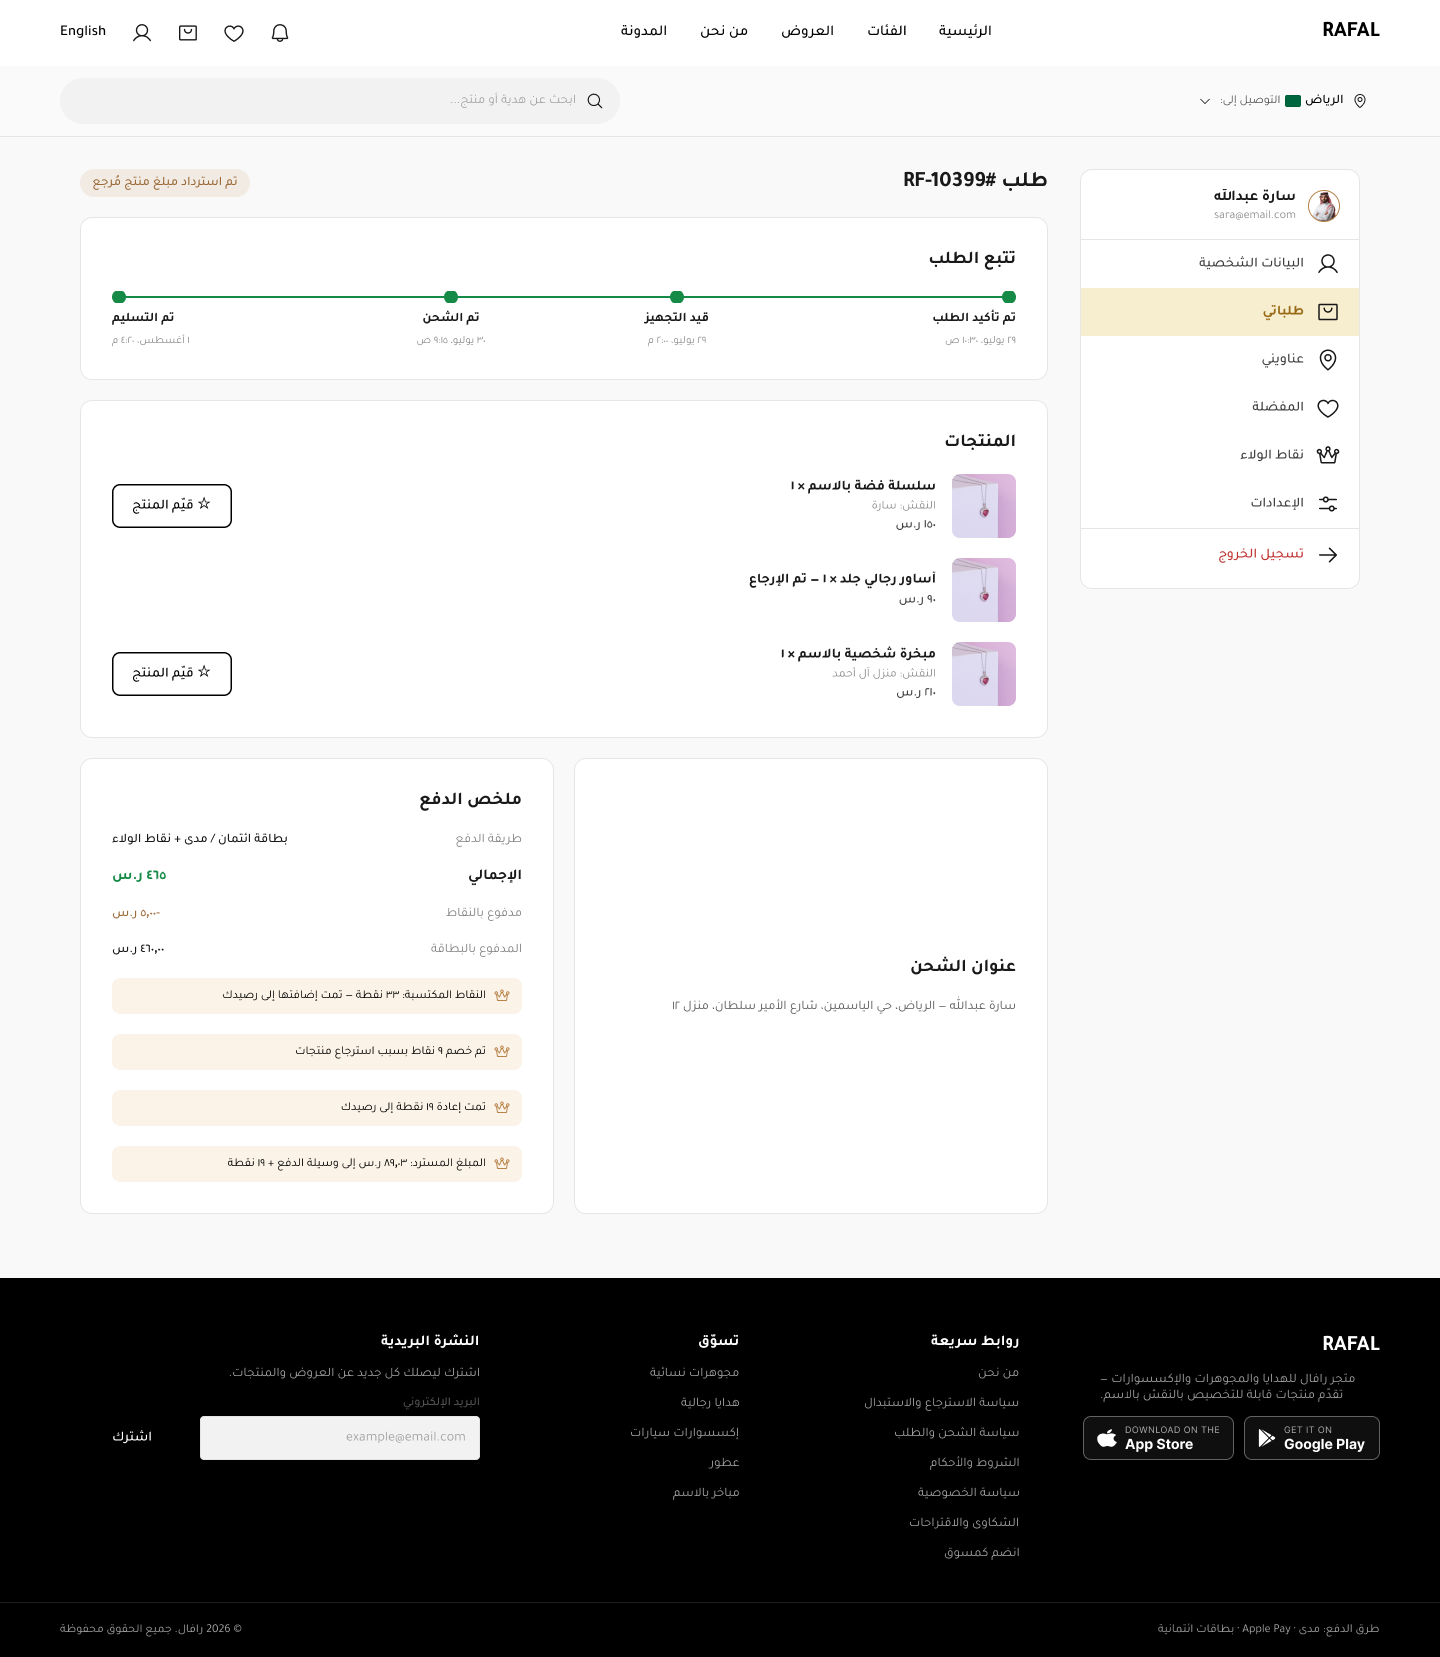 RAFAL
الرئيسية
الفئات
العروض
من نحن
المدونة
English
الرياض
التوصيل إلى:
ابحث عن هدية أو منتج...
سارة عبدالله
sara@email.com
البيانات الشخصية
طلباتي
عناويني
المفضلة
نقاط الولاء
الإعدادات
تسجيل الخروج
طلب #RF-10399
تم استرداد مبلغ منتج مُرجع
تتبع الطلب
تم تأكيد الطلب
٢٩ يوليو، ١٠:٣٠ ص
قيد التجهيز
٢٩ يوليو، ٢:٠٠ م
تم الشحن
٣٠ يوليو، ٩:١٥ ص
تم التسليم
١ أغسطس، ٤:٢٠ م
المنتجات
سلسلة فضة بالاسم × ١
النقش: سارة
١٥٠ ر.س
☆ قيّم المنتج
أساور رجالي جلد × ١ – تم الإرجاع
٩٠ ر.س
مبخرة شخصية بالاسم × ١
النقش: منزل آل أحمد
٢١٠ ر.س
☆ قيّم المنتج
عنوان الشحن
سارة عبدالله – الرياض، حي الياسمين، شارع الأمير سلطان، منزل ١٢
ملخص الدفع
طريقة الدفع
بطاقة ائتمان / مدى + نقاط الولاء
الإجمالي
٤٦٥ ر.س
مدفوع بالنقاط
-٥,٠٠ ر.س
المدفوع بالبطاقة
٤٦٠,٠٠ ر.س
النقاط المكتسبة: ٣٣ نقطة – تمت إضافتها إلى رصيدك
تم خصم ٩ نقاط بسبب استرجاع منتجات
تمت إعادة ١٩ نقطة إلى رصيدك
المبلغ المسترد: ٨٩,٠٣ ر.س إلى وسيلة الدفع + ١٩ نقطة
RAFAL
متجر رافال للهدايا والمجوهرات والإكسسوارات –
نقدّم منتجات قابلة للتخصيص بالنقش بالاسم.
GET IT ON
Google Play
DOWNLOAD ON THE
App Store
روابط سريعة
من نحن
سياسة الاسترجاع والاستبدال
سياسة الشحن والطلب
الشروط والأحكام
سياسة الخصوصية
الشكاوى والاقتراحات
انضم كمسوق
تسوّق
مجوهرات نسائية
هدايا رجالية
إكسسوارات سيارات
عطور
مباخر بالاسم
النشرة البريدية
اشترك ليصلك كل جديد عن العروض والمنتجات.
البريد الإلكتروني
example@email.com
اشترك
طرق الدفع: مدى · Apple Pay · بطاقات ائتمانية
© 2026 رافال. جميع الحقوق محفوظة